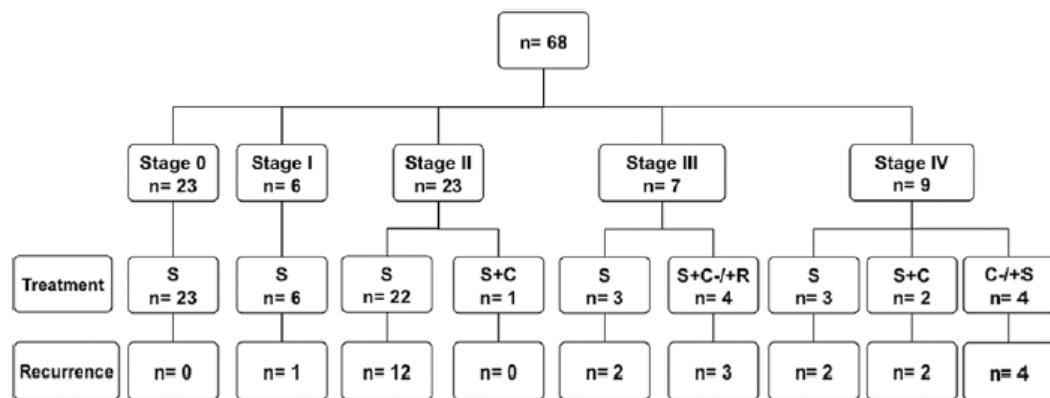 n= 68
Stage 0
n= 23
Stage I
n= 6
Stage II
n= 23
Stage III
n= 7
Stage IV
n= 9
Treatment
S
n= 23
S
n= 6
S
n= 22
S+C
n= 1
S
n= 3
S+C-/+R
n= 4
S
n= 3
S+C
n= 2
C-/+S
n= 4
Recurrence
n= 0
n= 1
n= 12
n= 0
n= 2
n= 3
n= 2
n= 2
n= 4